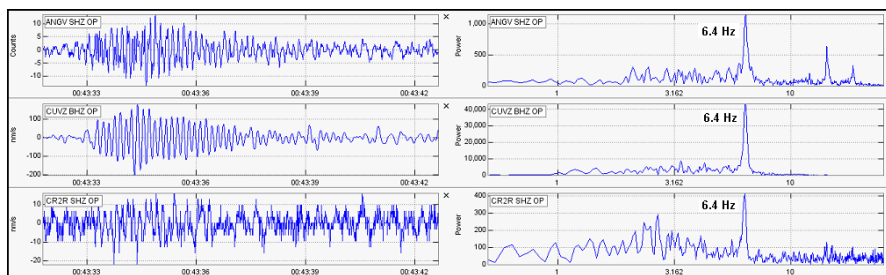 ANGV SHZ OP
Counts
10
5
0
-5
-10
00:43:33 00:43:36 00:43:39 00:43:42
ANGV SHZ OP
6.4 Hz
Power
1,000
500
0
1 3.162 10
CUVZ BHZ OP
nm/s
100
0
-100
-200
00:43:33 00:43:36 00:43:39 00:43:42
CUVZ BHZ OP
6.4 Hz
Power
40,000
30,000
20,000
10,000
0
1 3.162 10
CR2R SHZ OP
nm/s
10
0
-10
-20
00:43:33 00:43:36 00:43:39 00:43:42
CR2R SHZ OP
6.4 Hz
Power
400
300
200
100
0
1 3.162 10